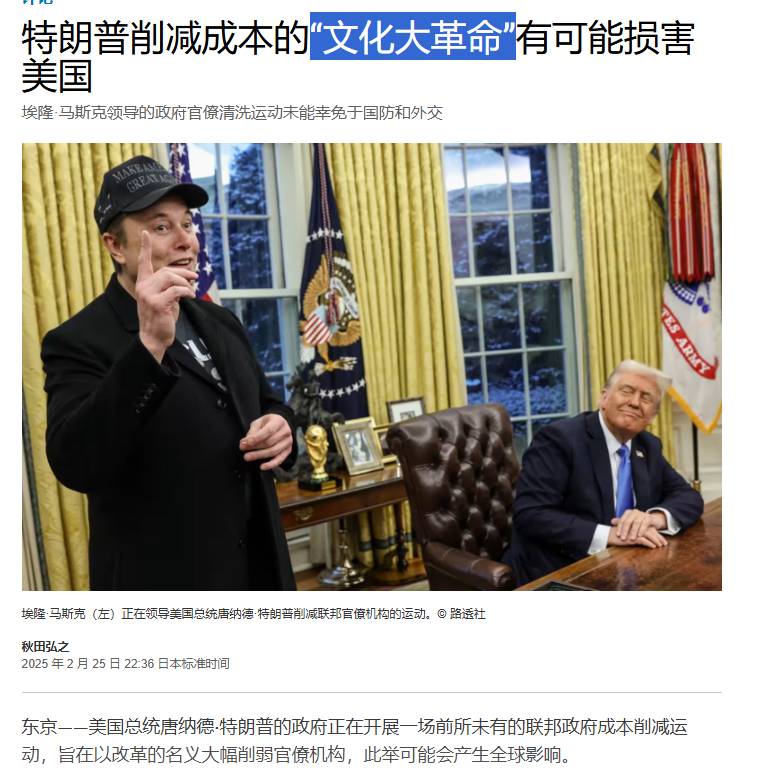 评论
特朗普削减成本的“文化大革命”有可能损害
美国
埃隆·马斯克领导的政府官僚清洗运动未能幸免于国防和外交
MAKE AMERICA
GREAT AG
TES ARMY
埃隆·马斯克（左）正在领导美国总统唐纳德·特朗普削减联邦官僚机构的运动。© 路透社
秋田弘之
2025 年 2 月 25 日 22:36 日本标准时间
东京——美国总统唐纳德·特朗普的政府正在开展一场前所未有的联邦政府成本削减运
动，旨在以改革的名义大幅削弱官僚机构，此举可能会产生全球影响。